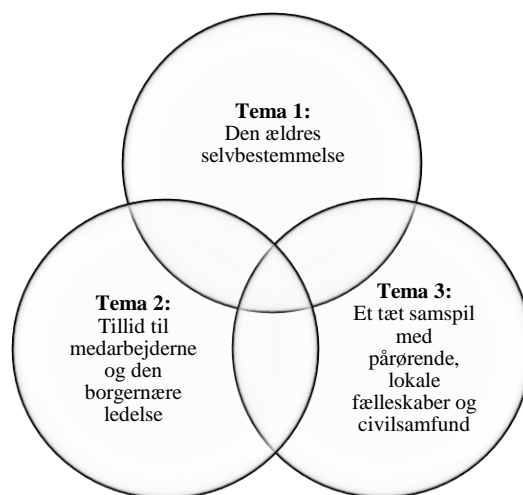 Tema 1:
Den ældres
selvbestemmelse
Tema 2:
Tillid til
medarbejderne
og den
borgernære
ledelse
Tema 3:
Et tæt samspil
med
pårørende,
lokale
fælleskaber og
civilsamfund